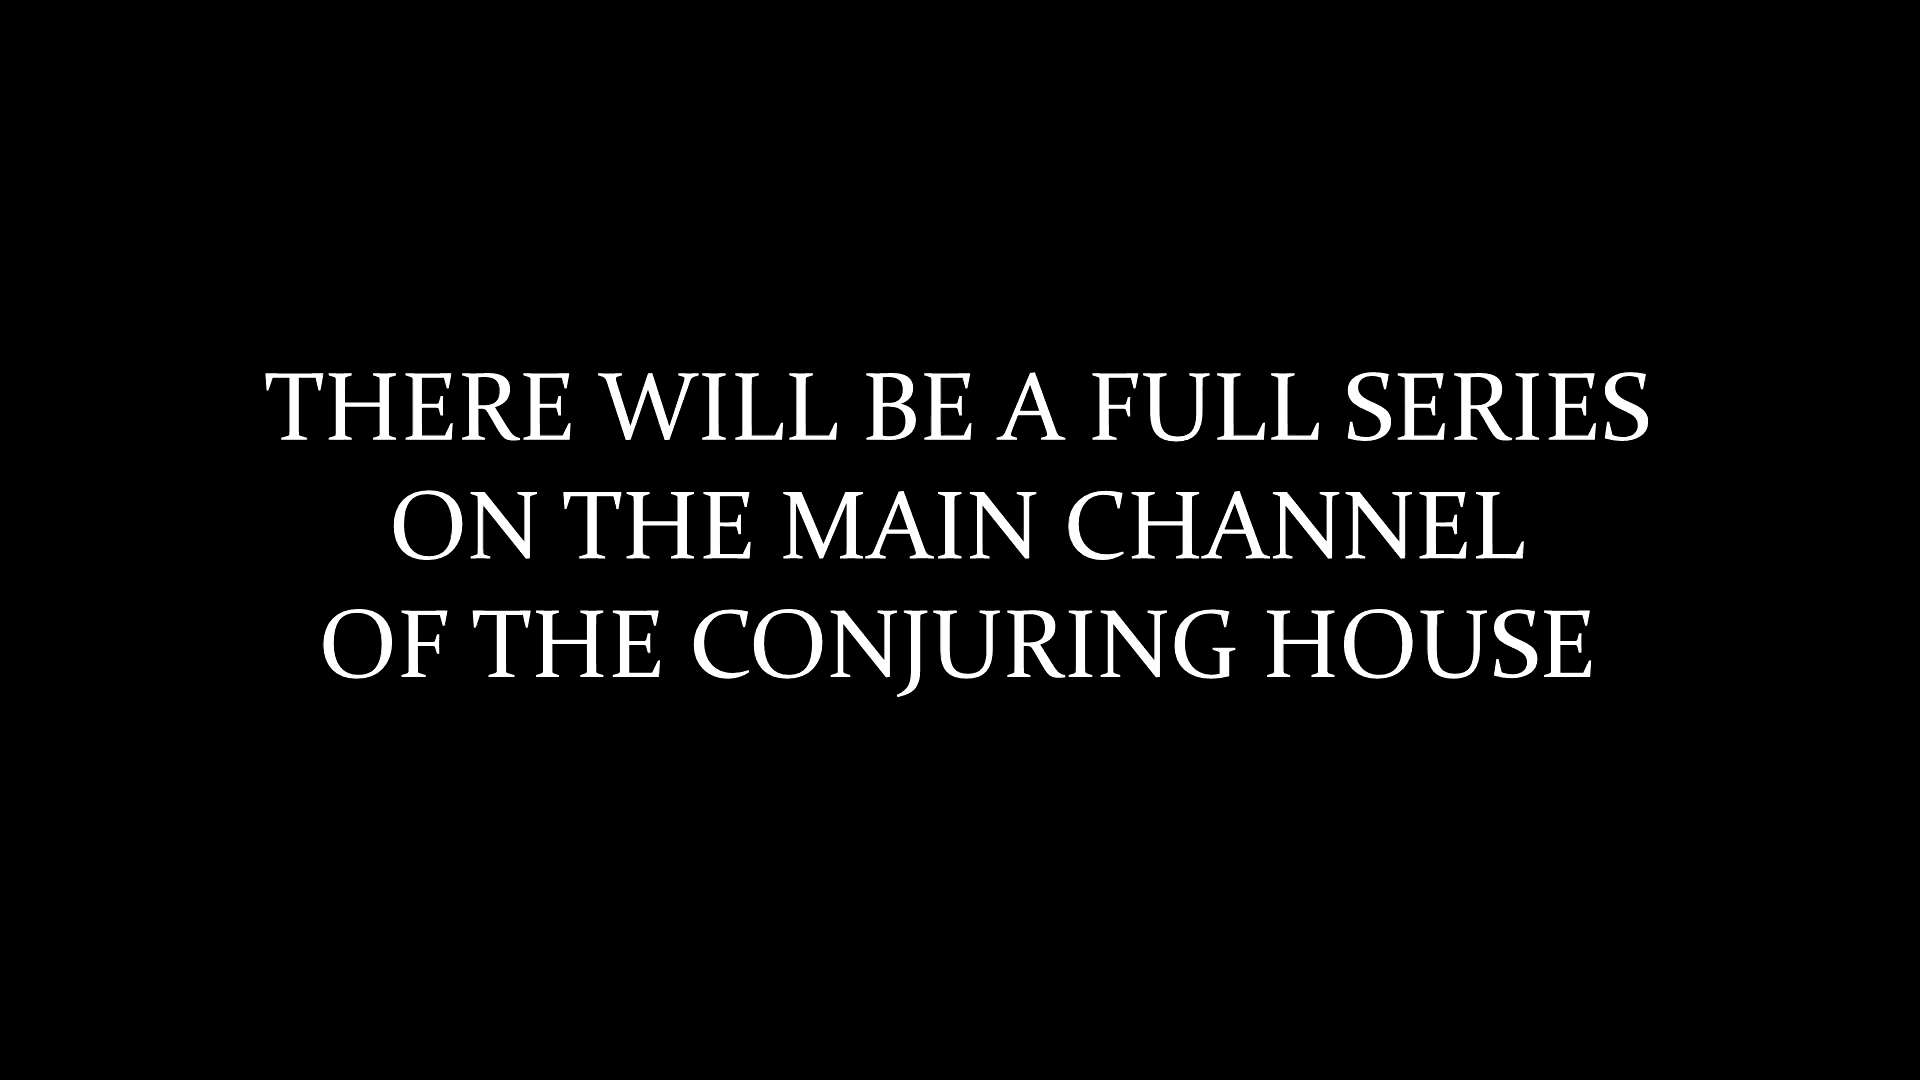 THERE WILL BE A FULL SERIES
ON THE MAIN CHANNEL
OF THE CONJURING HOUSE